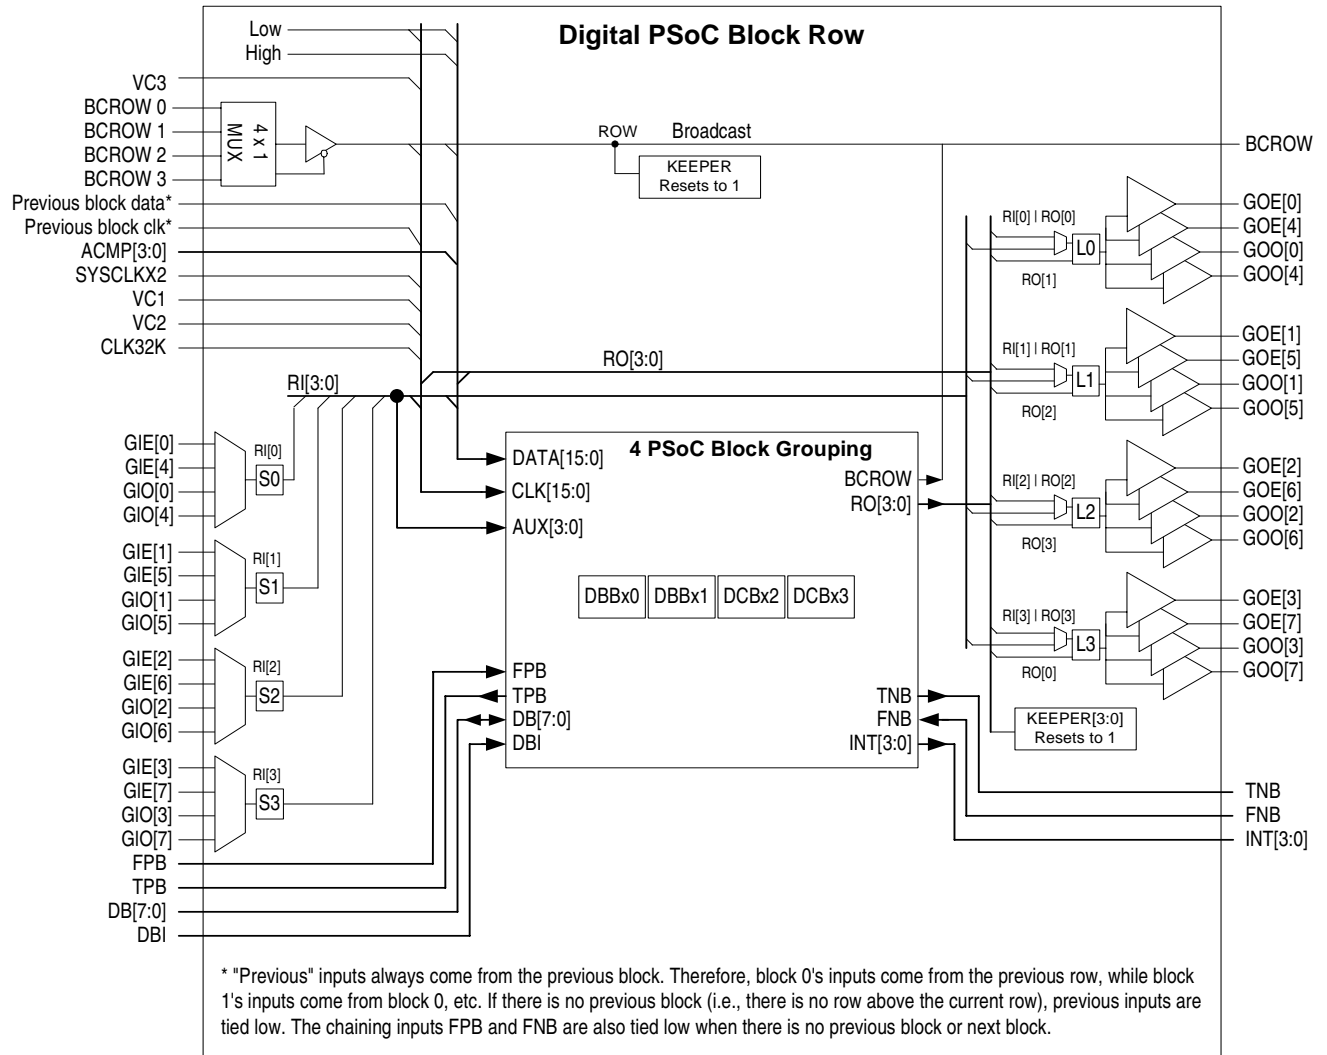 Digital PSoC Block Row
Low
High
VC3
BCROW 0
BCROW 1
BCROW 2
BCROW 3
4 x 1
MUX
ROW
Broadcast
KEEPER
Resets to 1
BCROW
Previous block data*
Previous block clk*
ACMP[3:0]
SYSCLKX2
VC1
VC2
CLK32K
RO[3:0]
RI[3:0]
GIE[0]
GIE[4]
GIO[0]
GIO[4]
RI[0]
S0
GIE[1]
GIE[5]
GIO[1]
GIO[5]
RI[1]
S1
GIE[2]
GIE[6]
GIO[2]
GIO[6]
RI[2]
S2
GIE[3]
GIE[7]
GIO[3]
GIO[7]
RI[3]
S3
FPB
TPB
DB[7:0]
DBI
4 PSoC Block Grouping
DATA[15:0]
CLK[15:0]
AUX[3:0]
BCROW
RO[3:0]
DBBx0
DBBx1
DCBx2
DCBx3
FPB
TPB
DB[7:0]
DBI
TNB
FNB
INT[3:0]
RI[0] | RO[0]
L0
RO[1]
GOE[0]
GOE[4]
GOO[0]
GOO[4]
RI[1] | RO[1]
L1
RO[2]
GOE[1]
GOE[5]
GOO[1]
GOO[5]
RI[2] | RO[2]
L2
RO[3]
GOE[2]
GOE[6]
GOO[2]
GOO[6]
RI[3] | RO[3]
L3
RO[0]
GOE[3]
GOE[7]
GOO[3]
GOO[7]
KEEPER[3:0]
Resets to 1
TNB
FNB
INT[3:0]
* "Previous" inputs always come from the previous block. Therefore, block 0's inputs come from the previous row, while block
1's inputs come from block 0, etc. If there is no previous block (i.e., there is no row above the current row), previous inputs are
tied low. The chaining inputs FPB and FNB are also tied low when there is no previous block or next block.